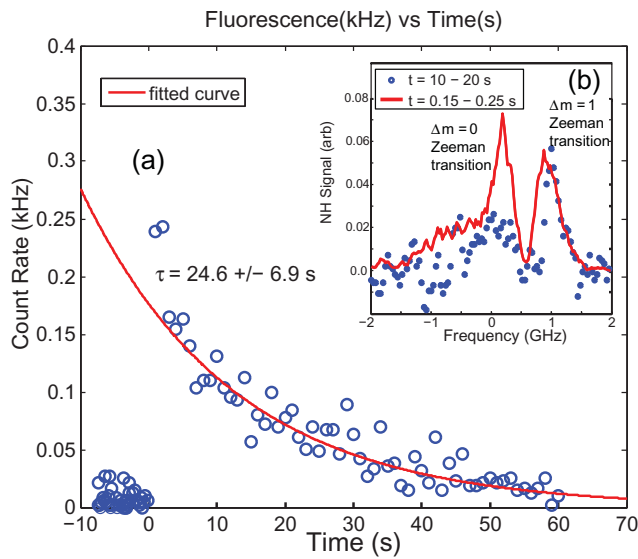 Fluorescence(kHz) vs Time(s)
0.4
0.35
0.3
0.25
0.2
0.15
0.1
0.05
0
Count Rate (kHz)
fitted curve
(a)
τ = 24.6 +/− 6.9 s
−10
0
10
20
30
40
50
60
70
Time (s)
(b)
t = 10 − 20 s
t = 0.15 − 0.25 s
Δm = 0
Zeeman
transition
Δm = 1
Zeeman
transition
0.08
0.06
0.04
0.02
0.0
NH Signal (arb)
-2
-1
0
1
2
Frequency (GHz)